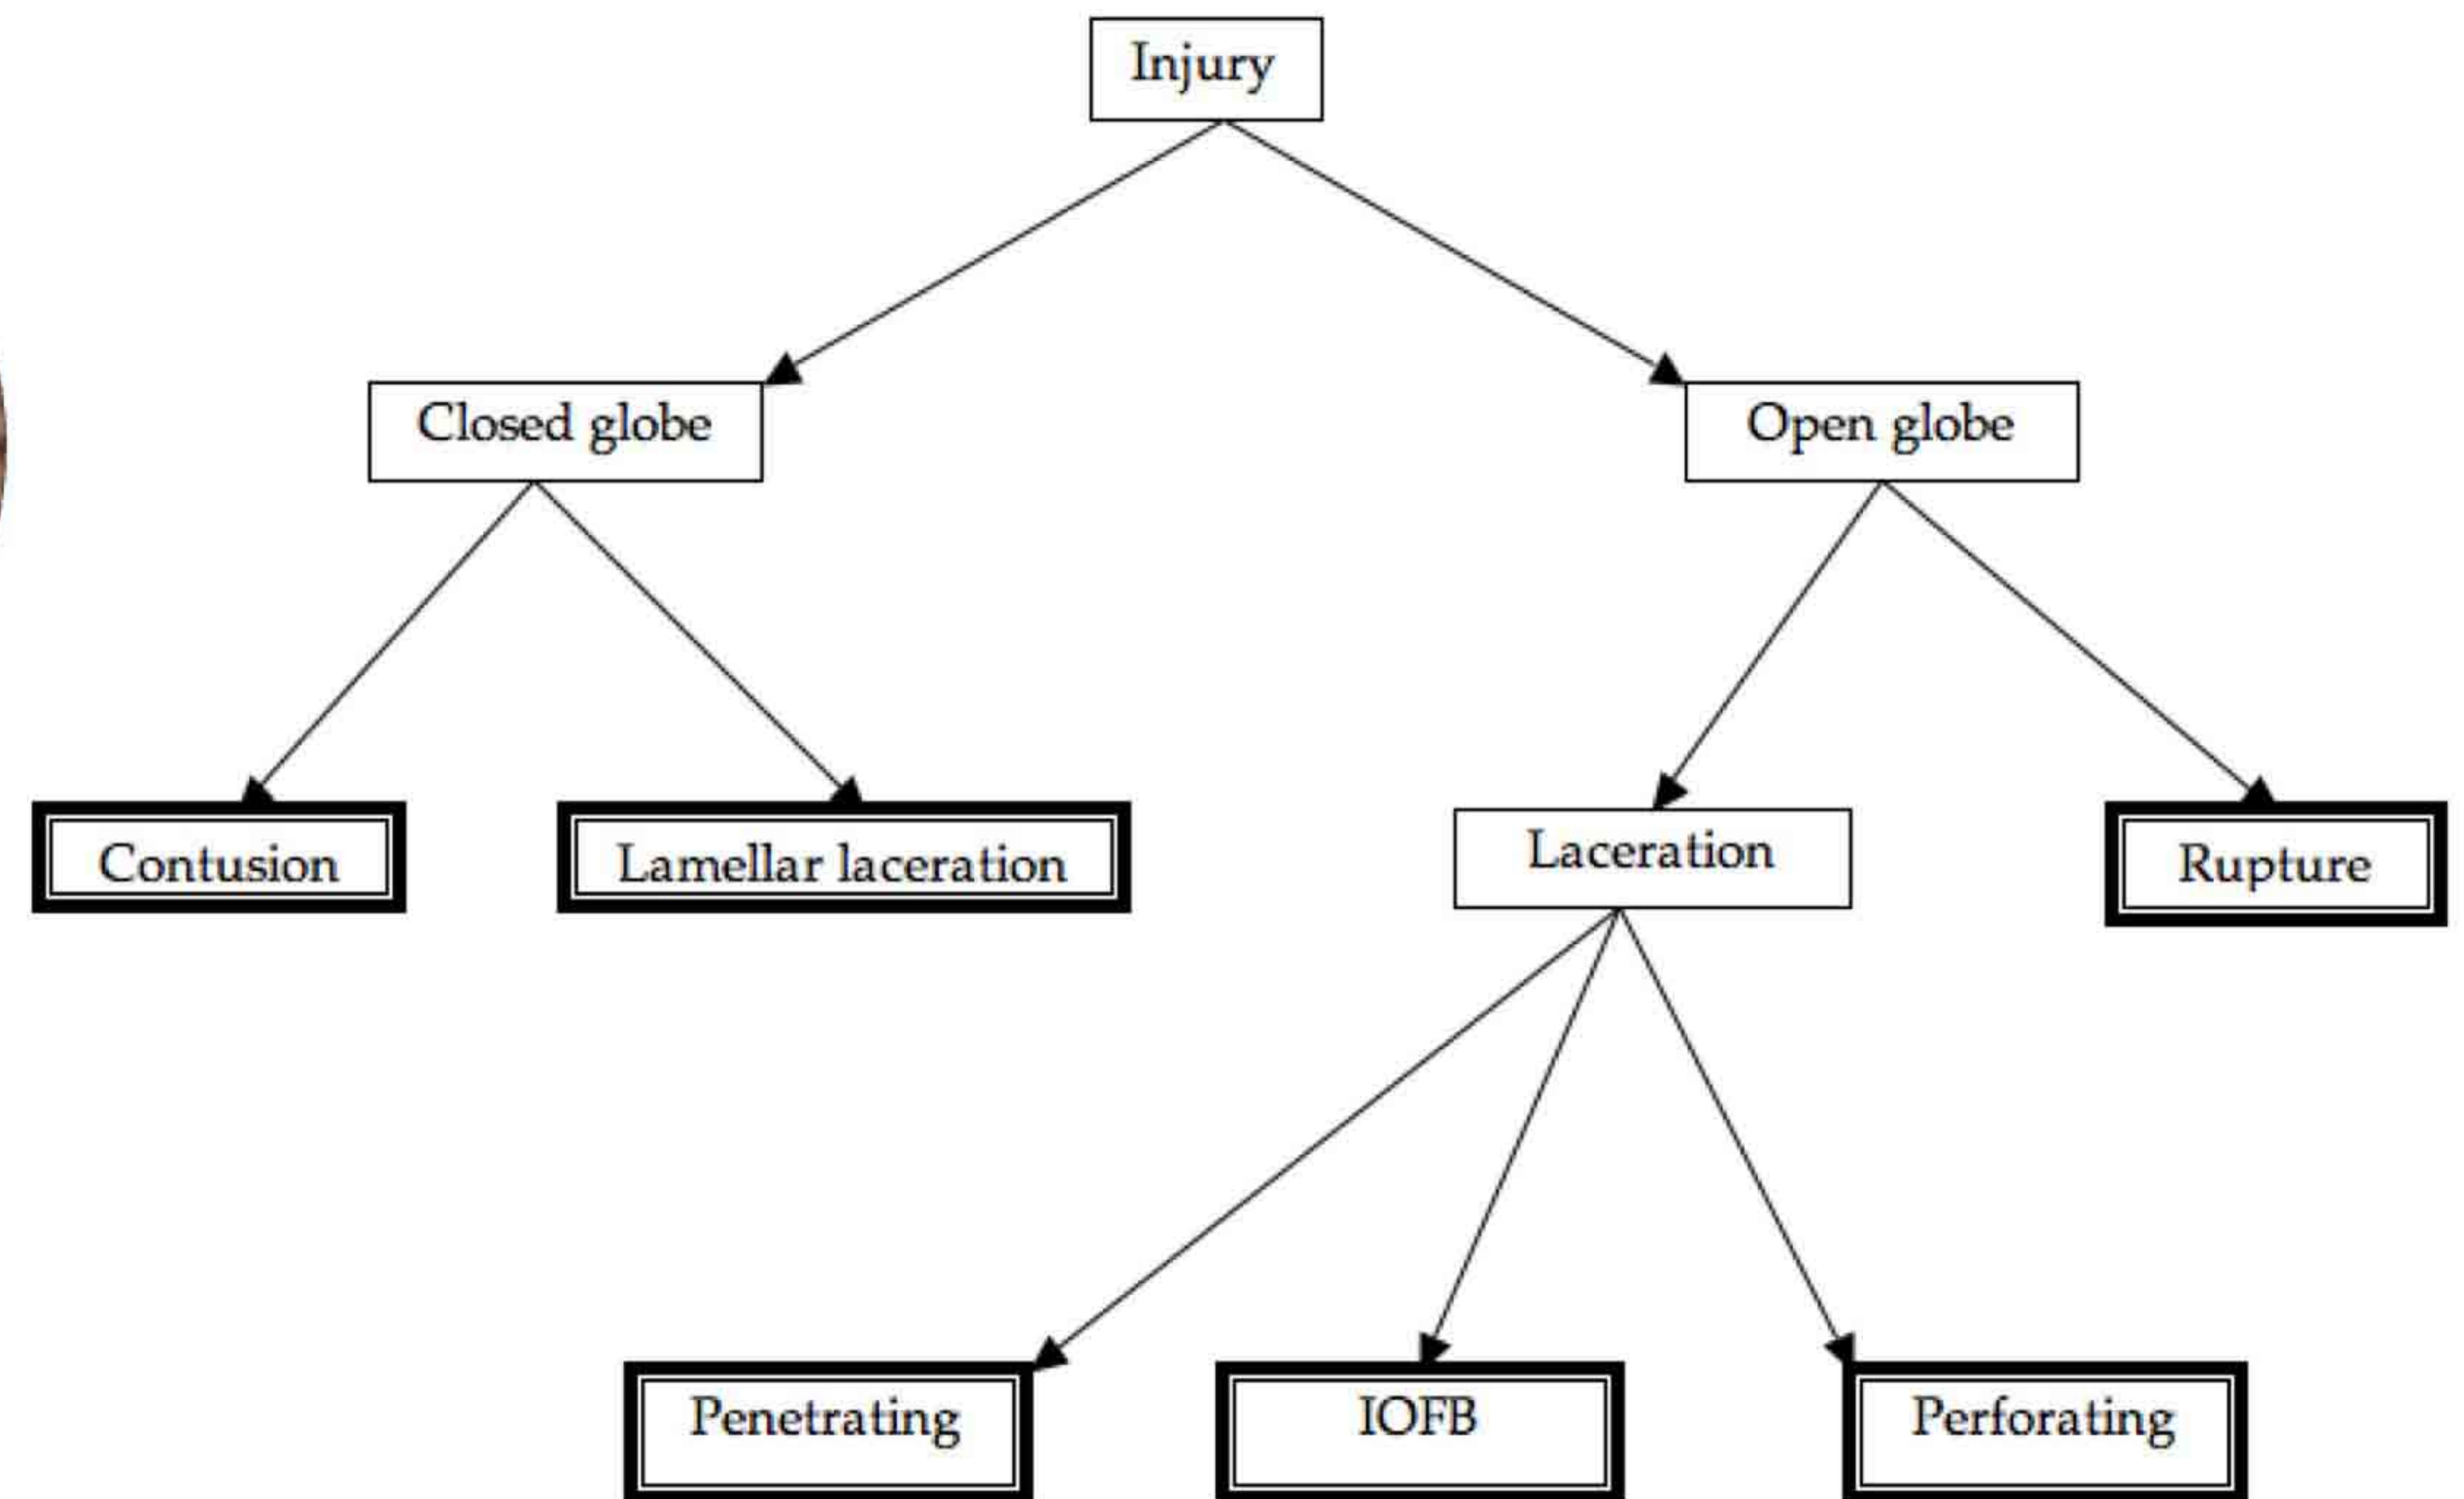 Injury
Closed globe
Open globe
Contusion
Lamellar laceration
Laceration
Rupture
Penetrating
IOFB
Perforating